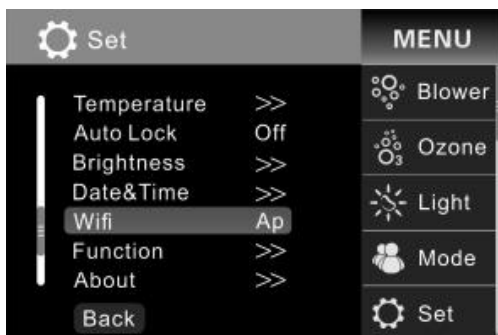 Set
Temperature >>
Auto Lock Off
Brightness >>
Date&Time >>
Wifi Ap
Function >>
About >>
Back
MENU
Blower
O₃ Ozone
Light
Mode
Set